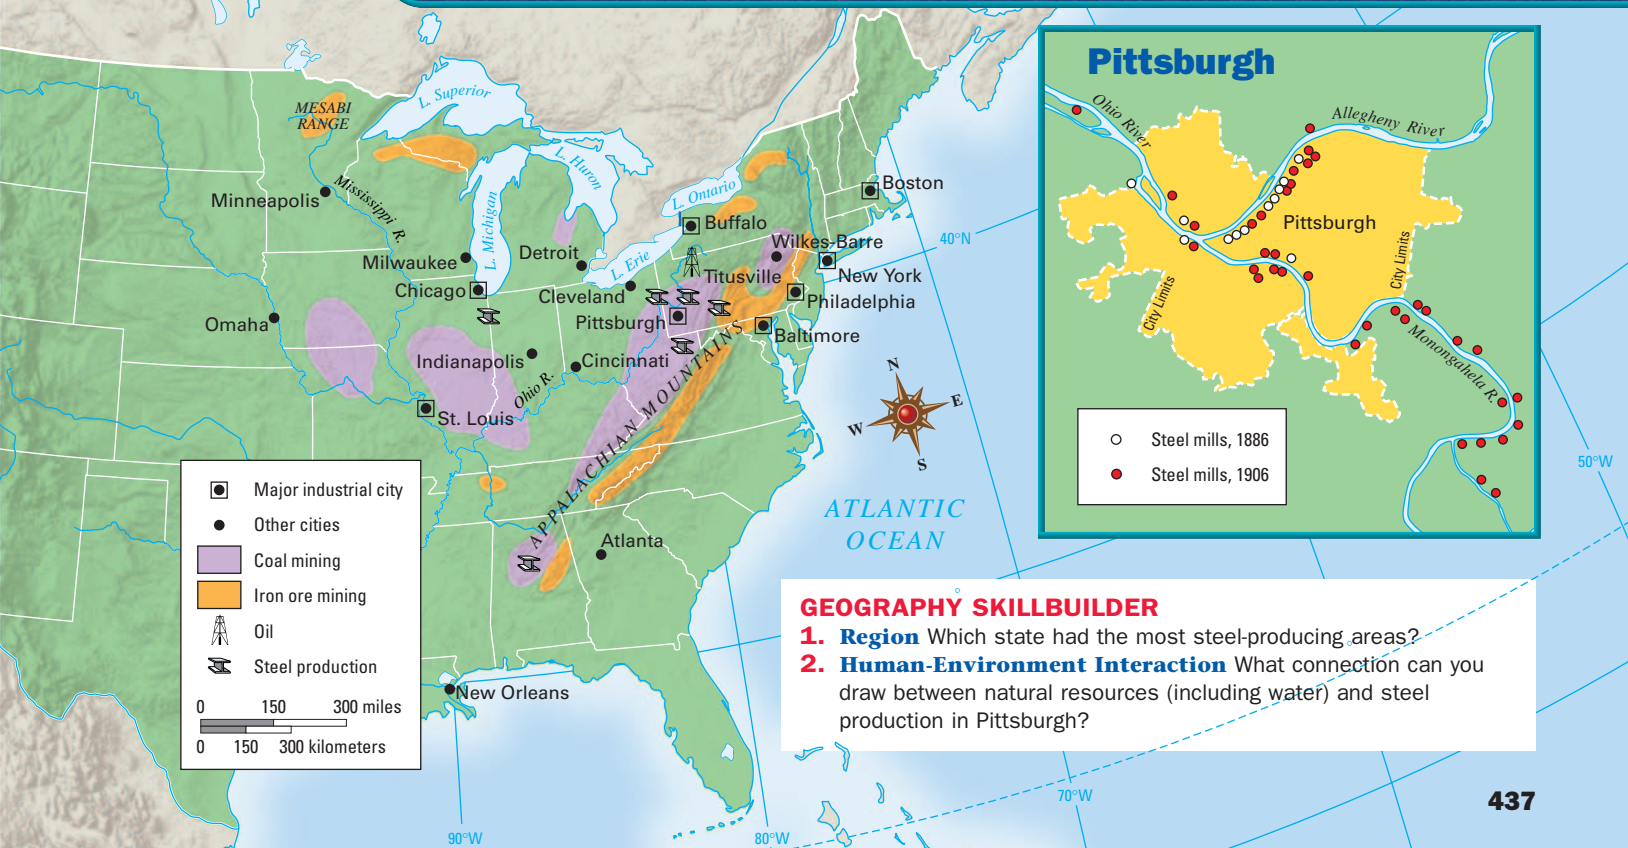 MESABI
RANGE
L. Superior
Minneapolis
Mississippi R.
L. Michigan
L. Huron
L. Ontario
L. Erie
Boston
Buffalo
Wilkes-Barre
40°N
Milwaukee
Detroit
Titusville
New York
Chicago
Cleveland
Philadelphia
Omaha
Pittsburgh
Baltimore
Indianapolis
Cincinnati
Ohio R.
St. Louis
APPALACHIAN MOUNTAINS
Atlanta
New Orleans
N
E
W
S
ATLANTIC
OCEAN
90°W
80°W
70°W
50°W
Major industrial city
Other cities
Coal mining
Iron ore mining
Oil
Steel production
0 150 300 miles
0 150 300 kilometers
Pittsburgh
Ohio River
Allegheny River
Pittsburgh
City Limits
City Limits
Monongahela R.
Steel mills, 1886
Steel mills, 1906
GEOGRAPHY SKILLBUILDER
1. Region Which state had the most steel-producing areas?
2. Human-Environment Interaction What connection can you
draw between natural resources (including water) and steel
production in Pittsburgh?
437